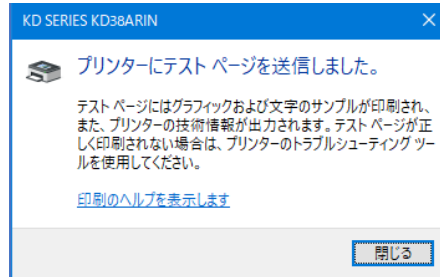 KD SERIES KD38ARIN
プリンターにテスト ページを送信しました。
テスト ページにはグラフィックおよび文字のサンプルが印刷され、
また、プリンターの技術情報が出力されます。テスト ページが正
しく印刷されない場合は、プリンターのトラブルシューティング ツー
ルを使用してください。
印刷のヘルプを表示します
閉じる